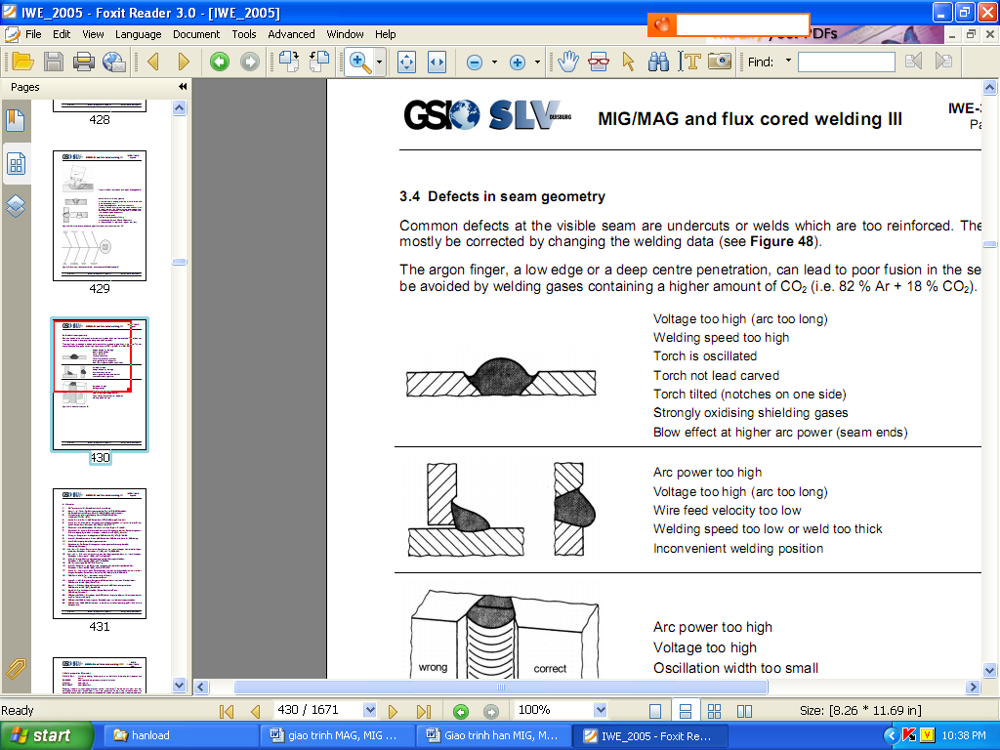 IWE_2005 - Foxit Reader 3.0 - [IWE_2005]
File Edit View Language Document Tools Advanced Window Help
PDFs
Find:
Pages
428
429
430
431
GSI SLV DUISBURG
MIG/MAG and flux cored welding III
IWE-
3.4 Defects in seam geometry
Common defects at the visible seam are undercuts or welds which are too reinforced. The
mostly be corrected by changing the welding data (see Figure 48).
The argon finger, a low edge or a deep centre penetration, can lead to poor fusion in the se
be avoided by welding gases containing a higher amount of CO2 (i.e. 82 % Ar + 18 % CO2).
Voltage too high (arc too long)
Welding speed too high
Torch is oscillated
Torch not lead carved
Torch tilted (notches on one side)
Strongly oxidising shielding gases
Blow effect at higher arc power (seam ends)
Arc power too high
Voltage too high (arc too long)
Wire feed velocity too low
Welding speed too low or weld too thick
Inconvenient welding position
wrong correct
Arc power too high
Voltage too high
Oscillation width too small
Ready
430 / 1671
100%
Size: [8.26 * 11.69 in]
start
hanload
giao trinh MAG, MIG ...
Giao trinh han MIG, M...
IWE_2005 - Foxit Re...
10:38 PM